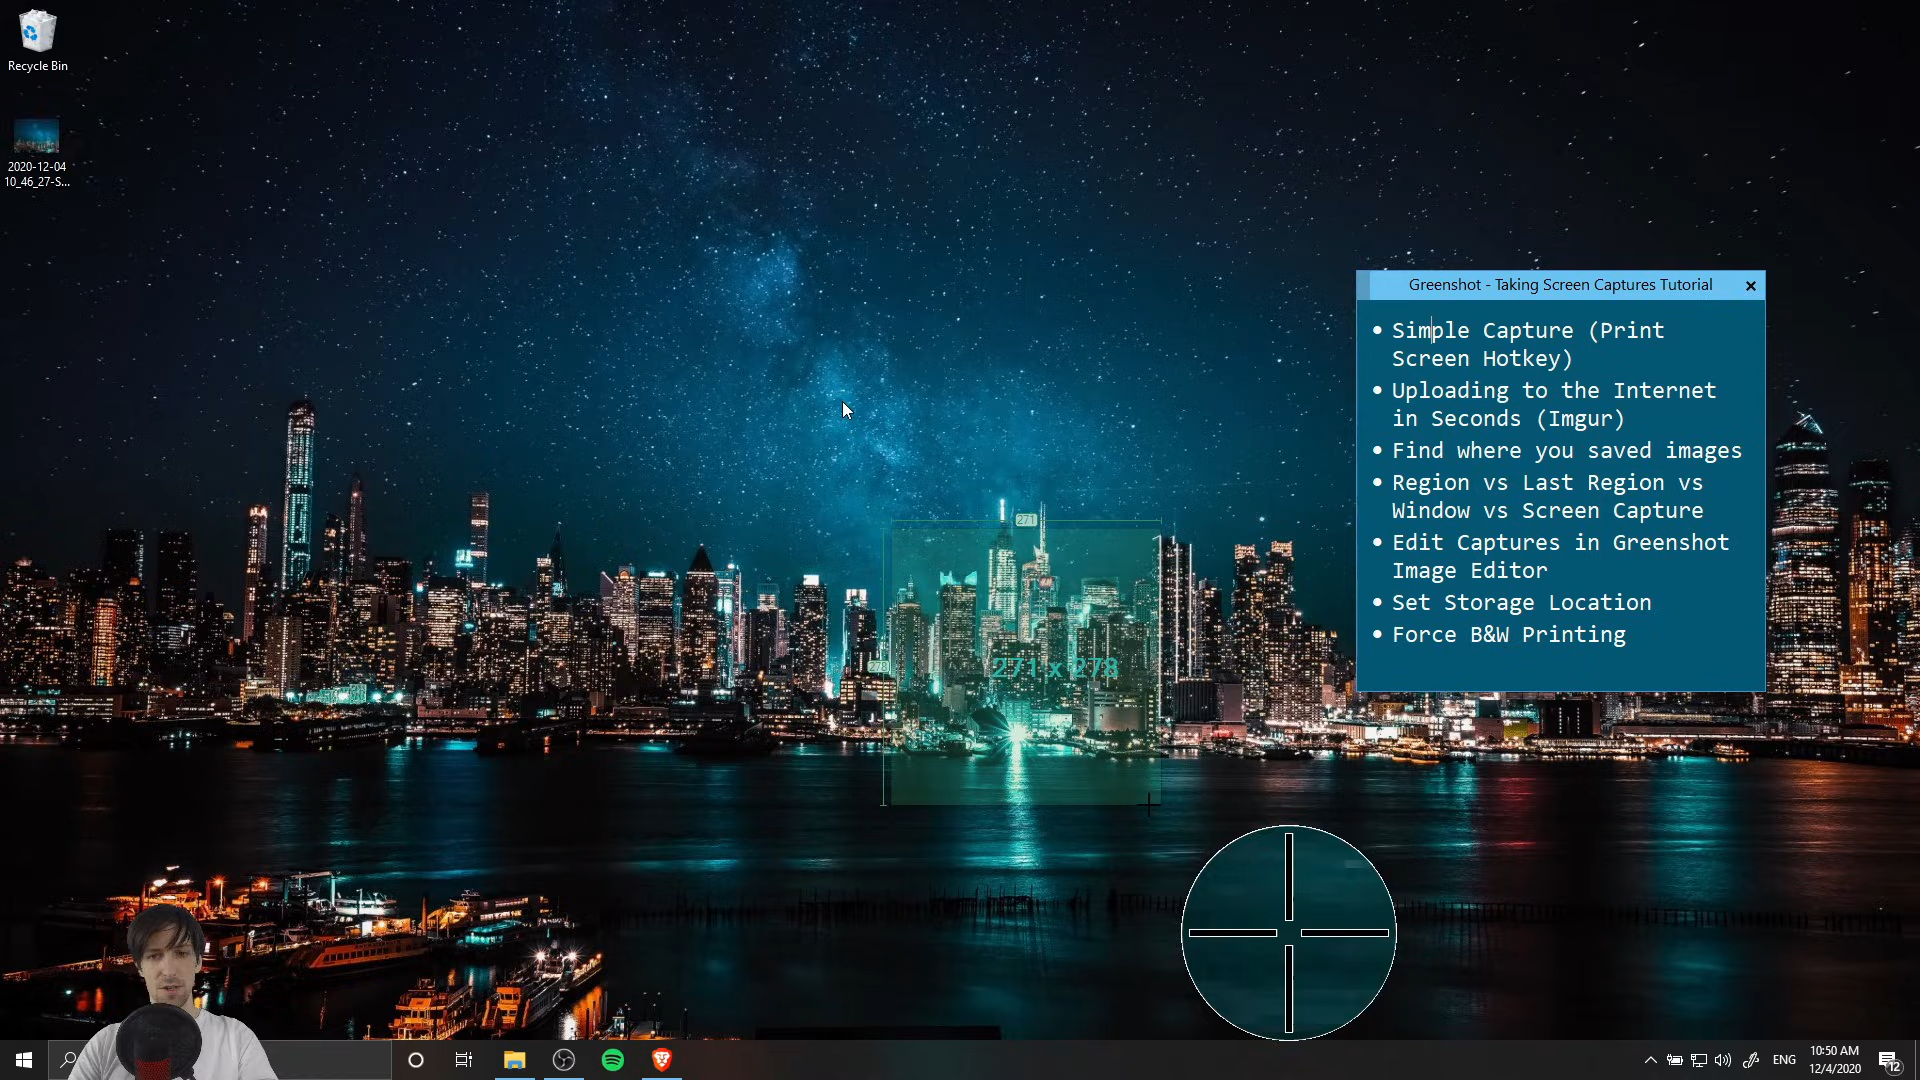 Recycle Bin
2020-12-04
10_46_27-S...
Greenshot - Taking Screen Captures Tutorial
• Simple Capture (Print
Screen Hotkey)
• Uploading to the Internet
in Seconds (Imgur)
• Find where you saved images
• Region vs Last Region vs
Window vs Screen Capture
• Edit Captures in Greenshot
Image Editor
• Set Storage Location
• Force B&W Printing
271
278
271 x 278
ENG
10:50 AM
12/4/2020
12